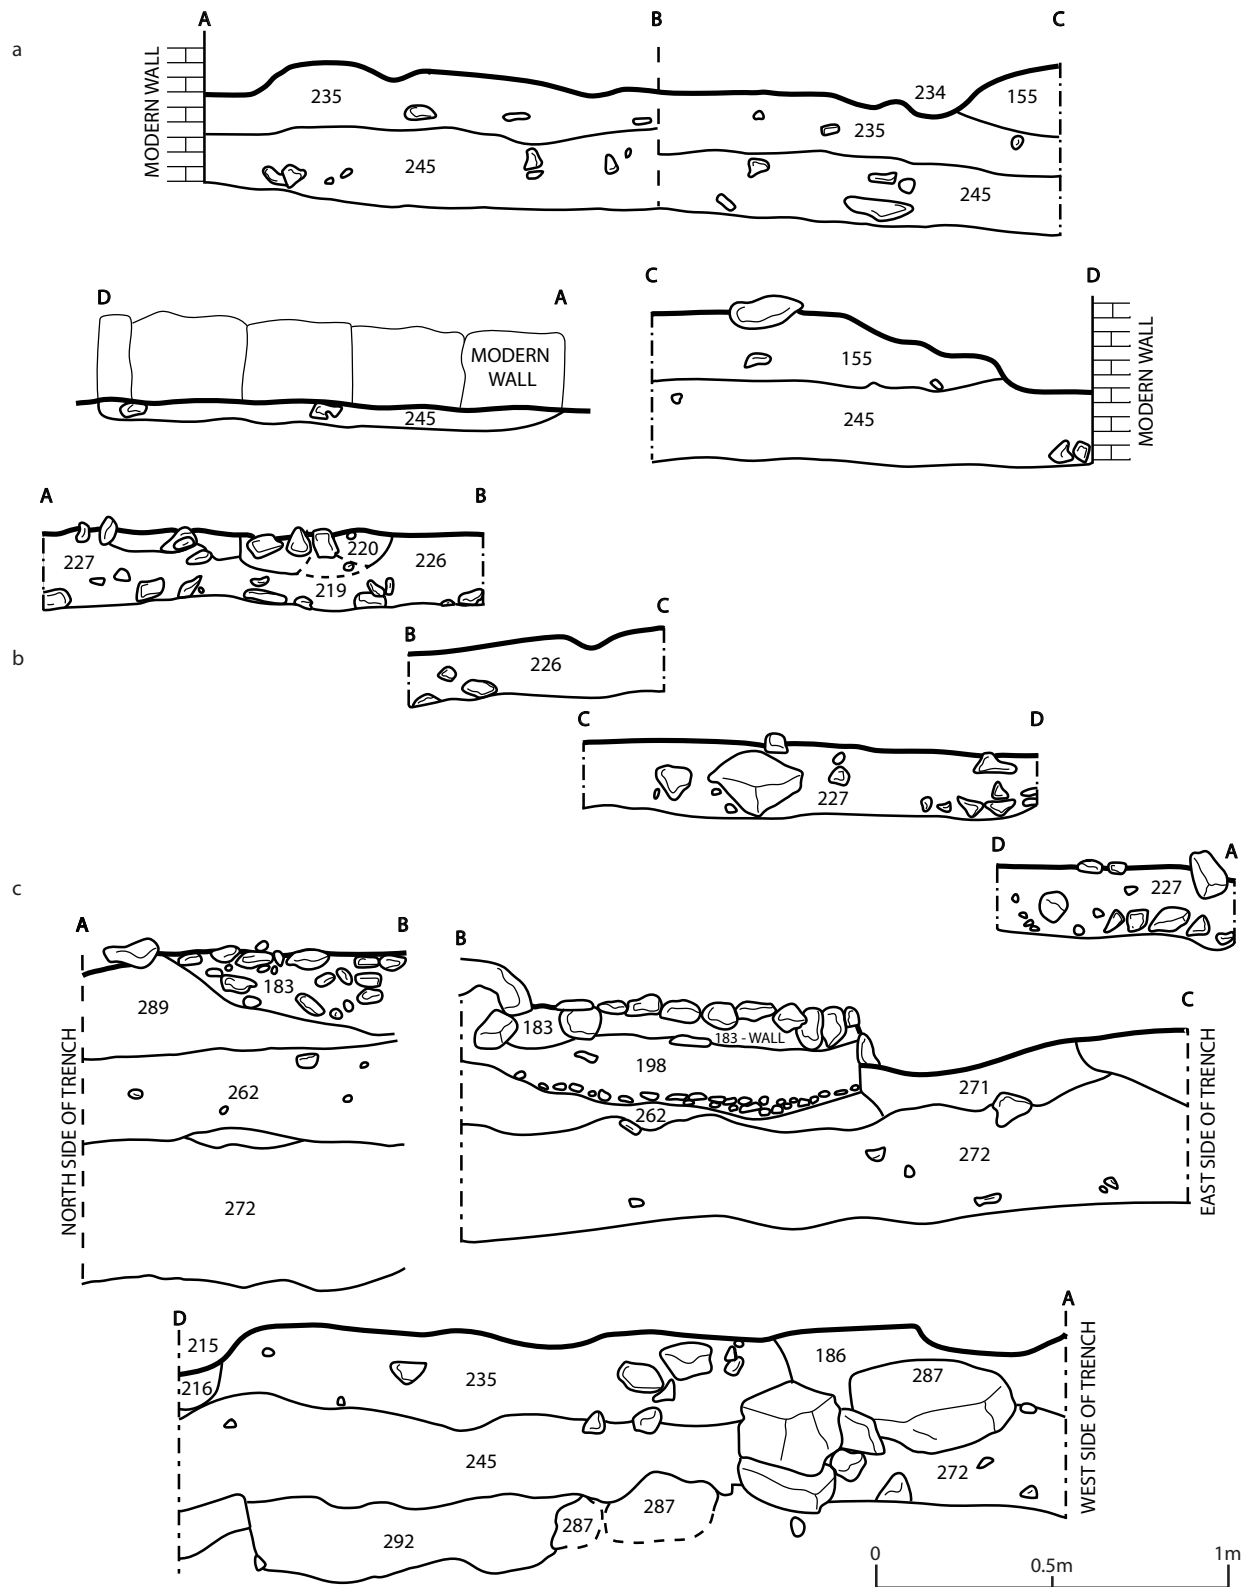 A B C
a
MODERN WALL
235
234
155
235
245
245
D A
MODERN
WALL
245
C D
155
245
MODERN WALL
A B
227
220
226
219
b
B C
226
C D
227
D A
227
c
A B
183
289
262
272
NORTH SIDE OF TRENCH
B C
183
183 - WALL
198
271
262
272
EAST SIDE OF TRENCH
D A
215
186
287
216
235
245
272
287
287
292
WEST SIDE OF TRENCH
0 0.5m 1m